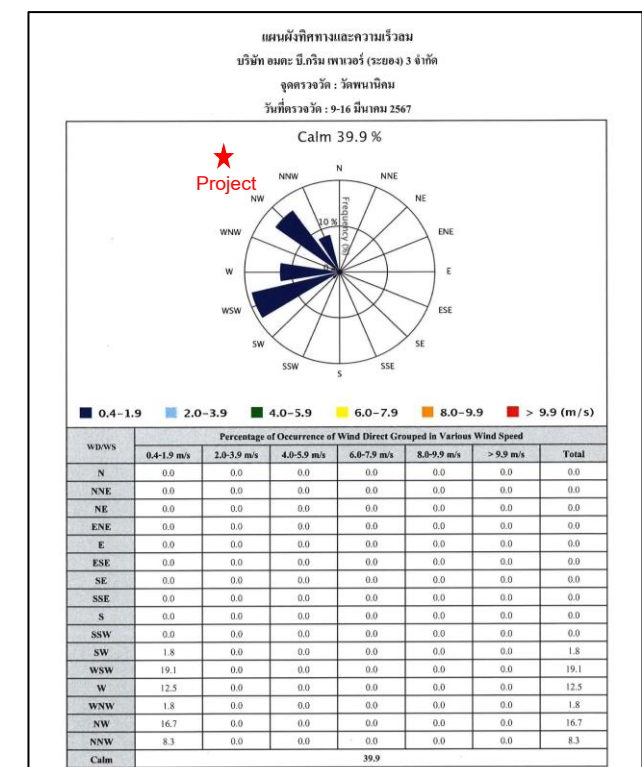 แผนผังทิศทางและความเร็วลม
บริษัท อมตะ บี.กริม เพาเวอร์ (ระยอง) 3 จำกัด
จุดตรวจวัด : วัดพนานิคม
วันที่ตรวจวัด : 9-16 มีนาคม 2567
Calm 39.9 %
Project
N
NNW NNE
NW NE
WNW ENE
W E
WSW ESE
SW SE
SSW SSE
S
10 %
Frequency (%)
0.4-1.9 2.0-3.9 4.0-5.9 6.0-7.9 8.0-9.9 > 9.9 (m/s)
WD/WS Percentage of Occurrence of Wind Direct Grouped in Various Wind Speed
0.4-1.9 m/s 2.0-3.9 m/s 4.0-5.9 m/s 6.0-7.9 m/s 8.0-9.9 m/s > 9.9 m/s Total
N 0.0 0.0 0.0 0.0 0.0 0.0 0.0
NNE 0.0 0.0 0.0 0.0 0.0 0.0 0.0
NE 0.0 0.0 0.0 0.0 0.0 0.0 0.0
ENE 0.0 0.0 0.0 0.0 0.0 0.0 0.0
E 0.0 0.0 0.0 0.0 0.0 0.0 0.0
ESE 0.0 0.0 0.0 0.0 0.0 0.0 0.0
SE 0.0 0.0 0.0 0.0 0.0 0.0 0.0
SSE 0.0 0.0 0.0 0.0 0.0 0.0 0.0
S 0.0 0.0 0.0 0.0 0.0 0.0 0.0
SSW 0.0 0.0 0.0 0.0 0.0 0.0 0.0
SW 1.8 0.0 0.0 0.0 0.0 0.0 1.8
WSW 19.1 0.0 0.0 0.0 0.0 0.0 19.1
W 12.5 0.0 0.0 0.0 0.0 0.0 12.5
WNW 1.8 0.0 0.0 0.0 0.0 0.0 1.8
NW 16.7 0.0 0.0 0.0 0.0 0.0 16.7
NNW 8.3 0.0 0.0 0.0 0.0 0.0 8.3
Calm 39.9